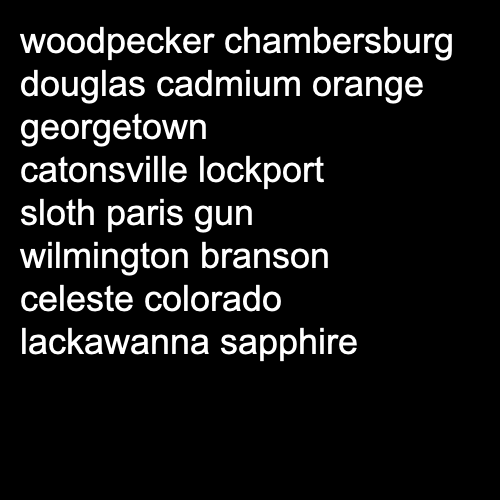 woodpecker chambersburg
douglas cadmium orange
georgetown
catonsville lockport
sloth paris gun
wilmington branson
celeste colorado
lackawanna sapphire